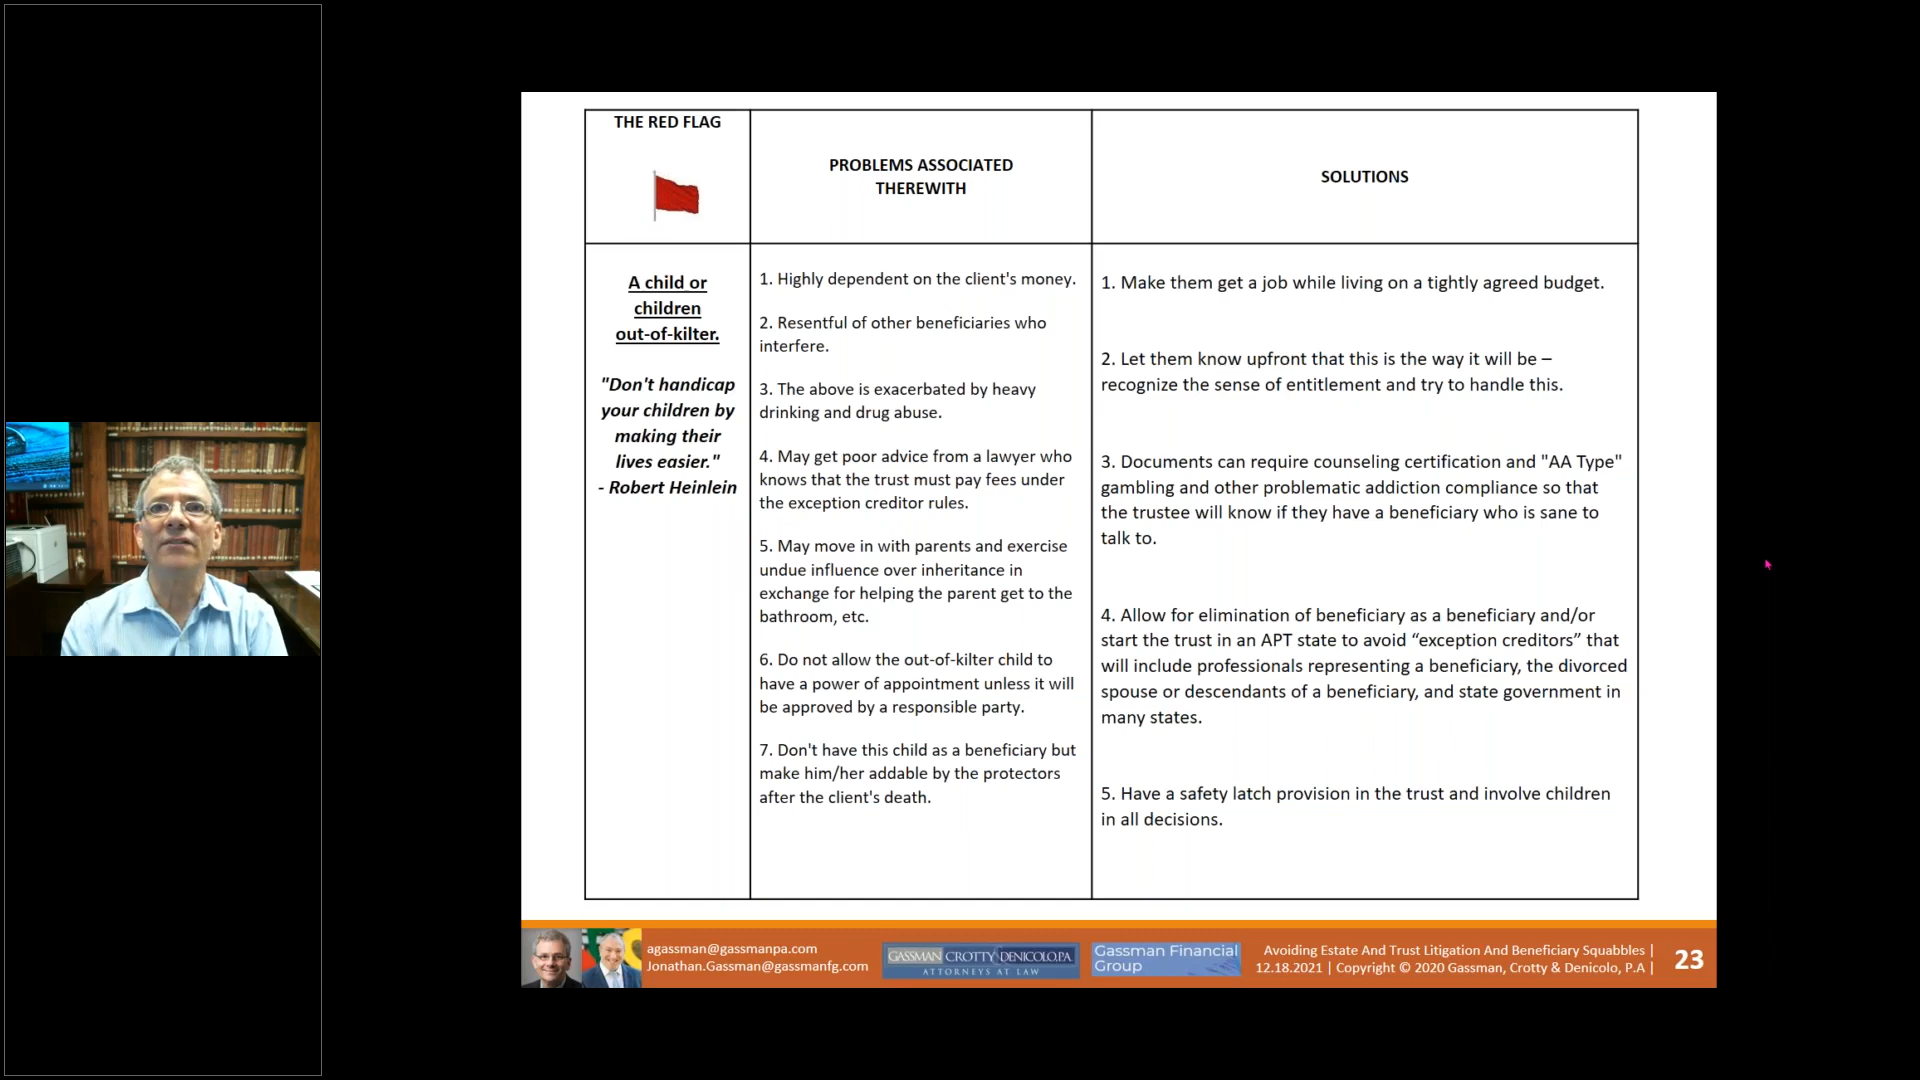 THE RED FLAG
PROBLEMS ASSOCIATED
THEREWITH
SOLUTIONS
A child or
children
out-of-kilter.
"Don't handicap
your children by
making their
lives easier."
- Robert Heinlein
1. Highly dependent on the client's money.
2. Resentful of other beneficiaries who
interfere.
3. The above is exacerbated by heavy
drinking and drug abuse.
4. May get poor advice from a lawyer who
knows that the trust must pay fees under
the exception creditor rules.
5. May move in with parents and exercise
undue influence over inheritance in
exchange for helping the parent get to the
bathroom, etc.
6. Do not allow the out-of-kilter child to
have a power of appointment unless it will
be approved by a responsible party.
7. Don't have this child as a beneficiary but
make him/her addable by the protectors
after the client's death.
1. Make them get a job while living on a tightly agreed budget.
2. Let them know upfront that this is the way it will be –
recognize the sense of entitlement and try to handle this.
3. Documents can require counseling certification and "AA Type"
gambling and other problematic addiction compliance so that
the trustee will know if they have a beneficiary who is sane to
talk to.
4. Allow for elimination of beneficiary as a beneficiary and/or
start the trust in an APT state to avoid “exception creditors” that
will include professionals representing a beneficiary, the divorced
spouse or descendants of a beneficiary, and state government in
many states.
5. Have a safety latch provision in the trust and involve children
in all decisions.
agassman@gassmanpa.com
Jonathan.Gassman@gassmanfg.com
GASSMAN CROTTY DENICOLO, P.A.
ATTORNEYS AT LAW
Gassman Financial
Group
Avoiding Estate And Trust Litigation And Beneficiary Squabbles |
12.18.2021 | Copyright © 2020 Gassman, Crotty & Denicolo, P.A |
23